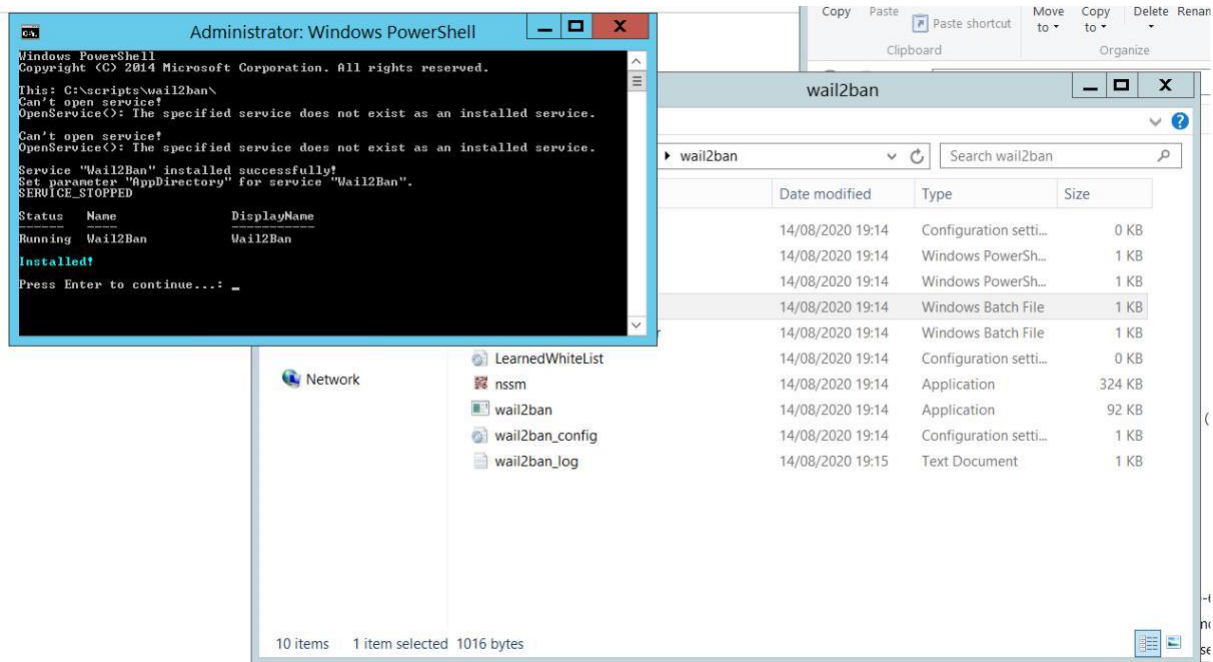 Copy Paste Paste shortcut Move to Copy to Delete Renan
Clipboard Organize
Administrator: Windows PowerShell
Windows PowerShell
Copyright (C) 2014 Microsoft Corporation. All rights reserved.
This: C:\scripts\wail2ban\
Can't open service!
OpenService(): The specified service does not exist as an installed service.
Can't open service!
OpenService(): The specified service does not exist as an installed service.
Service "Wail2Ban" installed successfully!
Set parameter "AppDirectory" for service "Wail2Ban".
SERVICE_STOPPED
Status Name DisplayName
------ ---- -----------
Running Wail2Ban Wail2Ban
Installed!
Press Enter to continue...: _
wail2ban
wail2ban Search wail2ban
Date modified Type Size
14/08/2020 19:14 Configuration setti... 0 KB
14/08/2020 19:14 Windows PowerSh... 1 KB
14/08/2020 19:14 Windows PowerSh... 1 KB
14/08/2020 19:14 Windows Batch File 1 KB
14/08/2020 19:14 Windows Batch File 1 KB
LearnedWhiteList 14/08/2020 19:14 Configuration setti... 0 KB
Network
nssm 14/08/2020 19:14 Application 324 KB
wail2ban 14/08/2020 19:14 Application 92 KB
wail2ban_config 14/08/2020 19:14 Configuration setti... 1 KB
wail2ban_log 14/08/2020 19:15 Text Document 1 KB
10 items 1 item selected 1016 bytes